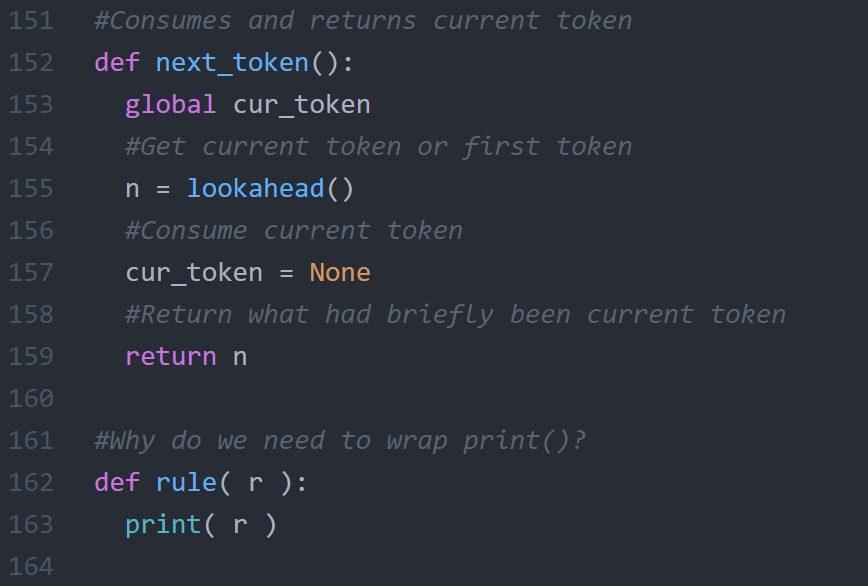 151 #Consumes and returns current token
152 def next_token():
153   global cur_token
154   #Get current token or first token
155   n = lookahead()
156   #Consume current token
157   cur_token = None
158   #Return what had briefly been current token
159   return n
160
161 #Why do we need to wrap print()?
162 def rule( r ):
163   print( r )
164